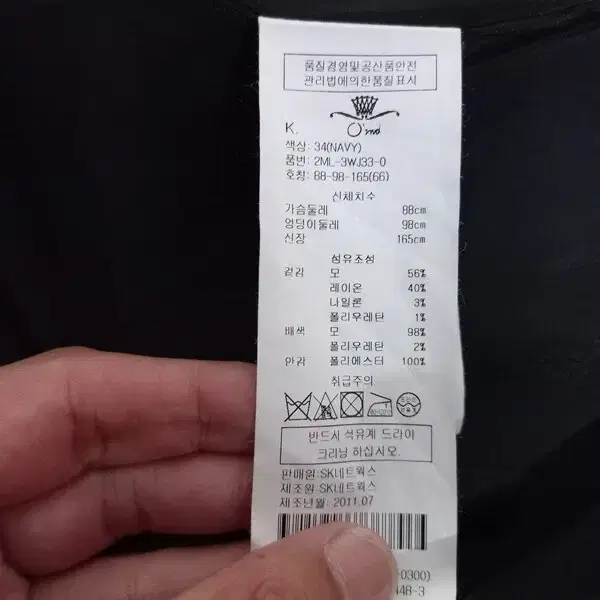 품질경영및공산품안전
관리법에의한품질표시
K.
O'2nd
색상: 34(NAVY)
품번: 2ML-3WJ33-0
호칭: 88-98-165(66)
신체치수
가슴둘레 88cm
엉덩이둘레 98cm
신장 165cm
섬유조성
겉감 모 56%
레이온 40%
나일론 3%
폴리우레탄 1%
배색 모 98%
폴리우레탄 2%
안감 폴리에스터 100%
취급주의
반드시 석유계 드라이
크리닝 하십시오.
판매원:SK네트웍스
제조원:SK네트웍스
제조년월:2011.07
-0300)
48-3